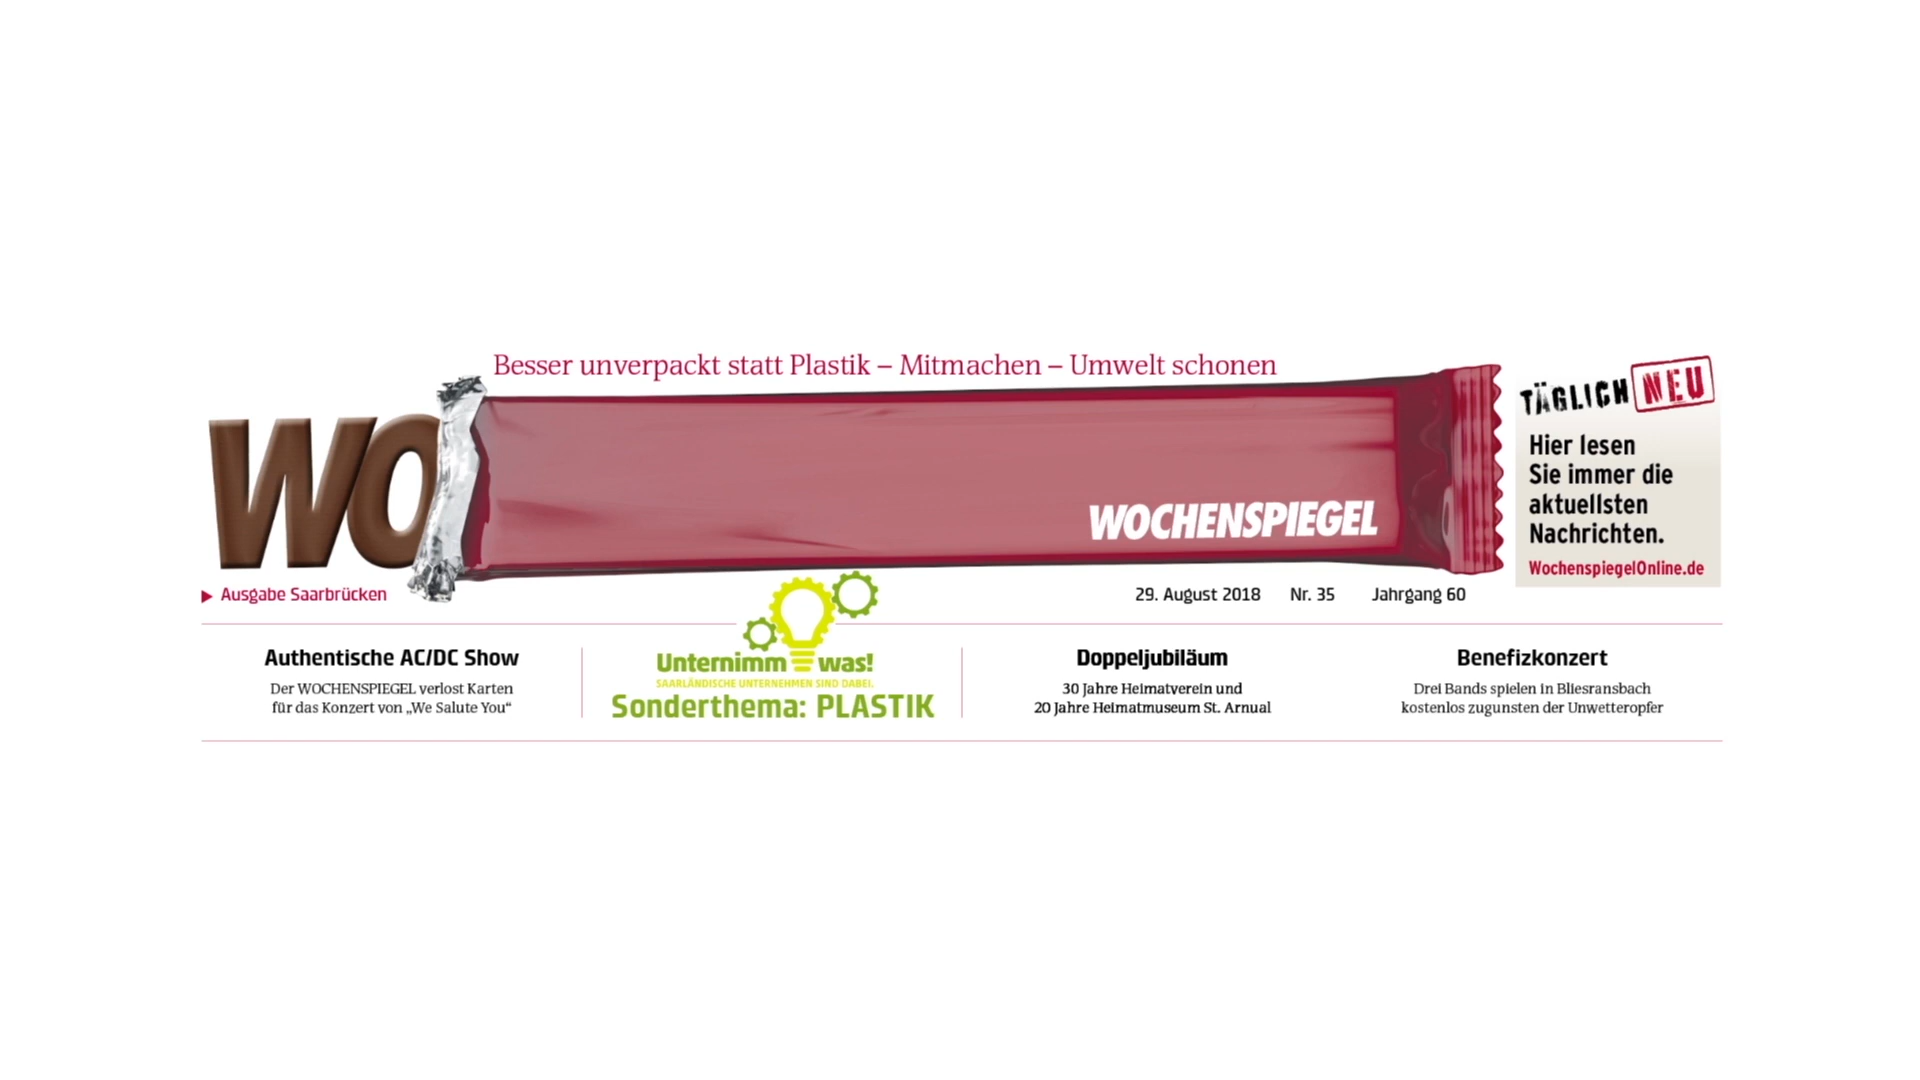 Besser unverpackt statt Plastik – Mitmachen – Umwelt schonen
WO
WOCHENSPIEGEL
TÄGLICH NEU
Hier lesen
Sie immer die
aktuellsten
Nachrichten.
WochenspiegelOnline.de
Ausgabe Saarbrücken
29. August 2018 Nr. 35 Jahrgang 60
Authentische AC/DC Show
Der WOCHENSPIEGEL verlost Karten
für das Konzert von „We Salute You“
Unternimm was!
SAARLÄNDISCHE UNTERNEHMEN SIND DABEI.
Sonderthema: PLASTIK
Doppeljubiläum
30 Jahre Heimatverein und
20 Jahre Heimatmuseum St. Arnual
Benefizkonzert
Drei Bands spielen in Bliesransbach
kostenlos zugunsten der Unwetteropfer